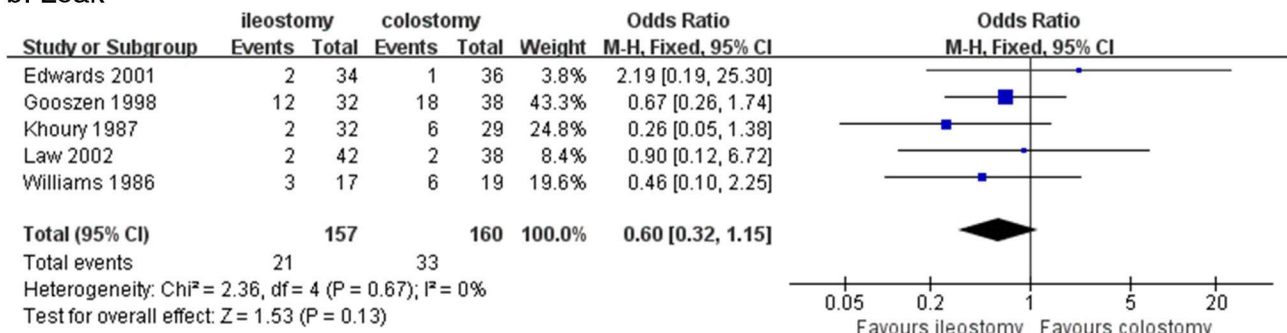 b. Leak
ileostomy colostomy Odds Ratio Odds Ratio
Study or Subgroup Events Total Events Total Weight M-H, Fixed, 95% CI M-H, Fixed, 95% CI
Edwards 2001 2 34 1 36 3.8% 2.19 [0.19, 25.30]
Gooszen 1998 12 32 18 38 43.3% 0.67 [0.26, 1.74]
Khoury 1987 2 32 6 29 24.8% 0.26 [0.05, 1.38]
Law 2002 2 42 2 38 8.4% 0.90 [0.12, 6.72]
Williams 1986 3 17 6 19 19.6% 0.46 [0.10, 2.25]
Total (95% CI) 157 160 100.0% 0.60 [0.32, 1.15]
Total events 21 33
Heterogeneity: Chi² = 2.36, df = 4 (P = 0.67); I² = 0%
Test for overall effect: Z = 1.53 (P = 0.13)
0.05 0.2 1 5 20
Favours ileostomy Favours colostomy